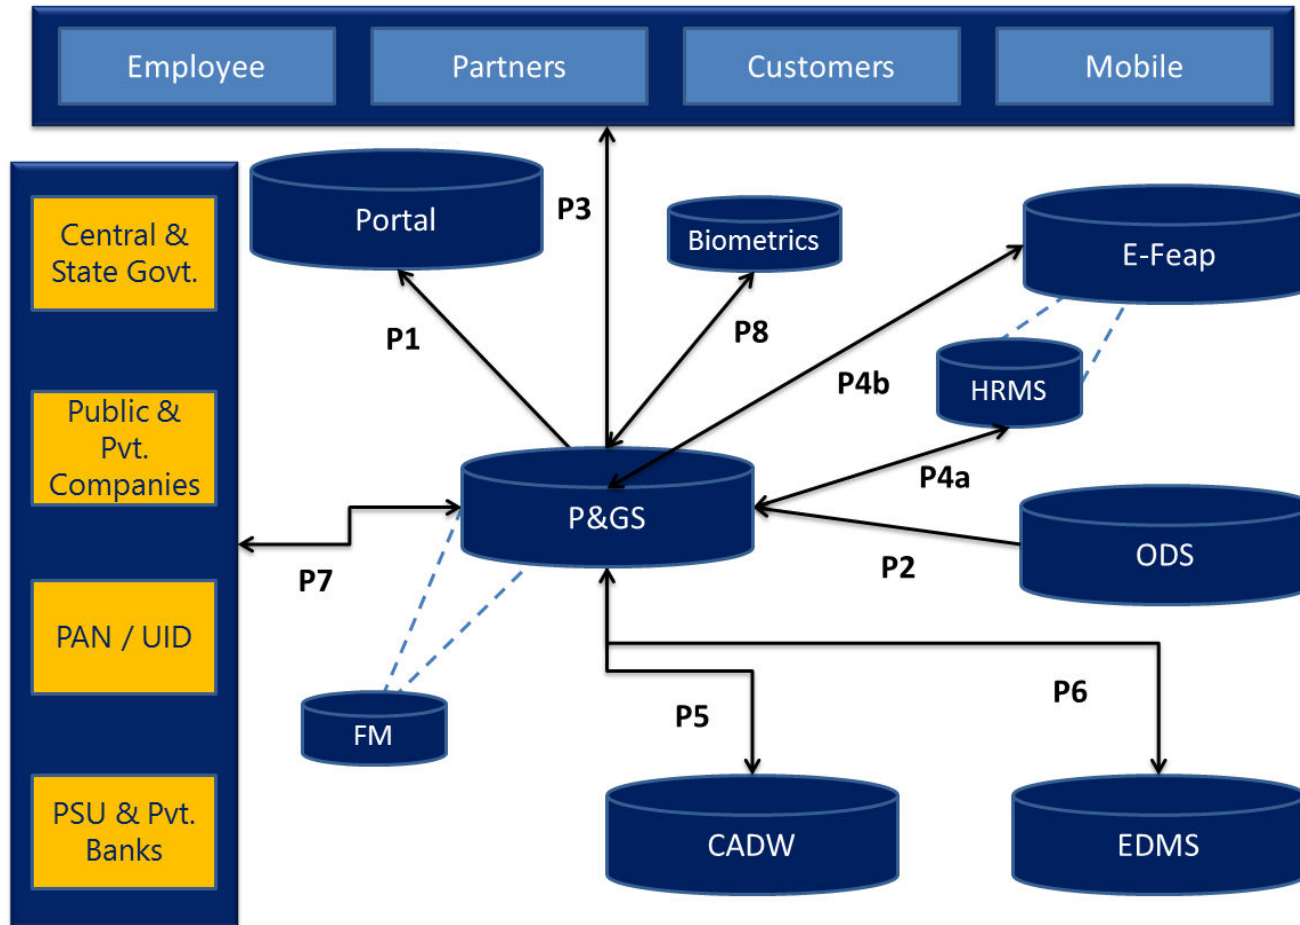 Employee
Partners
Customers
Mobile
Central &
State Govt.
Public &
Pvt.
Companies
PAN / UID
PSU & Pvt.
Banks
Portal
P3
Biometrics
E-Feap
P1
P8
P4b
HRMS
P4a
P&GS
P2
ODS
P7
FM
P5
P6
CADW
EDMS